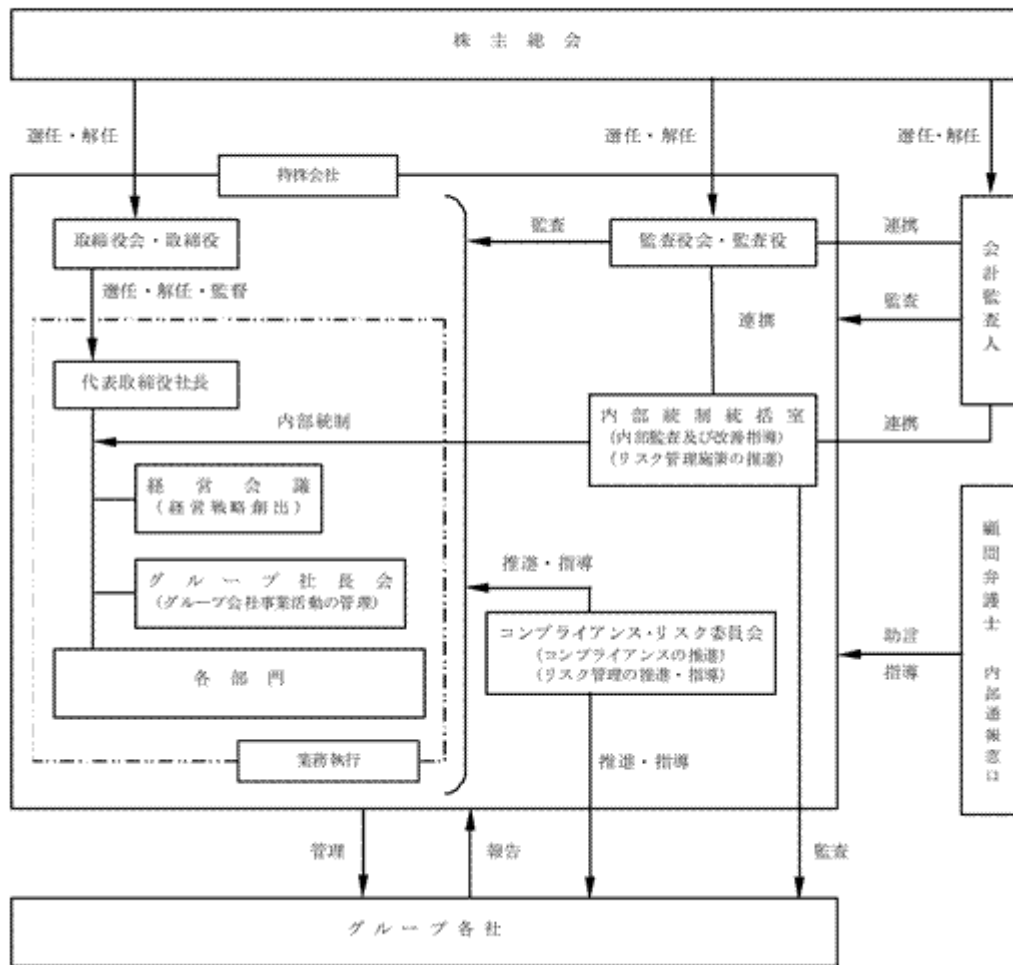 株主総会
選任・解任
選任・解任
選任・解任
持株会社
取締役会・取締役
監査
監査役会・監査役
連携
会計監査人
選任・解任・監督
連携
監査
代表取締役社長
内部統制
内部統制統括室
(内部監査及び改善指導)
(リスク管理施策の推進)
連携
経営会議
(経営戦略創出)
グループ社長会
(グループ会社事業活動の管理)
推進・指導
コンプライアンス・リスク委員会
(コンプライアンスの推進)
(リスク管理の推進・指導)
顧問弁護士 内部通報窓口
助言
指導
各部門
業務執行
推進・指導
管理
報告
監査
グループ各社